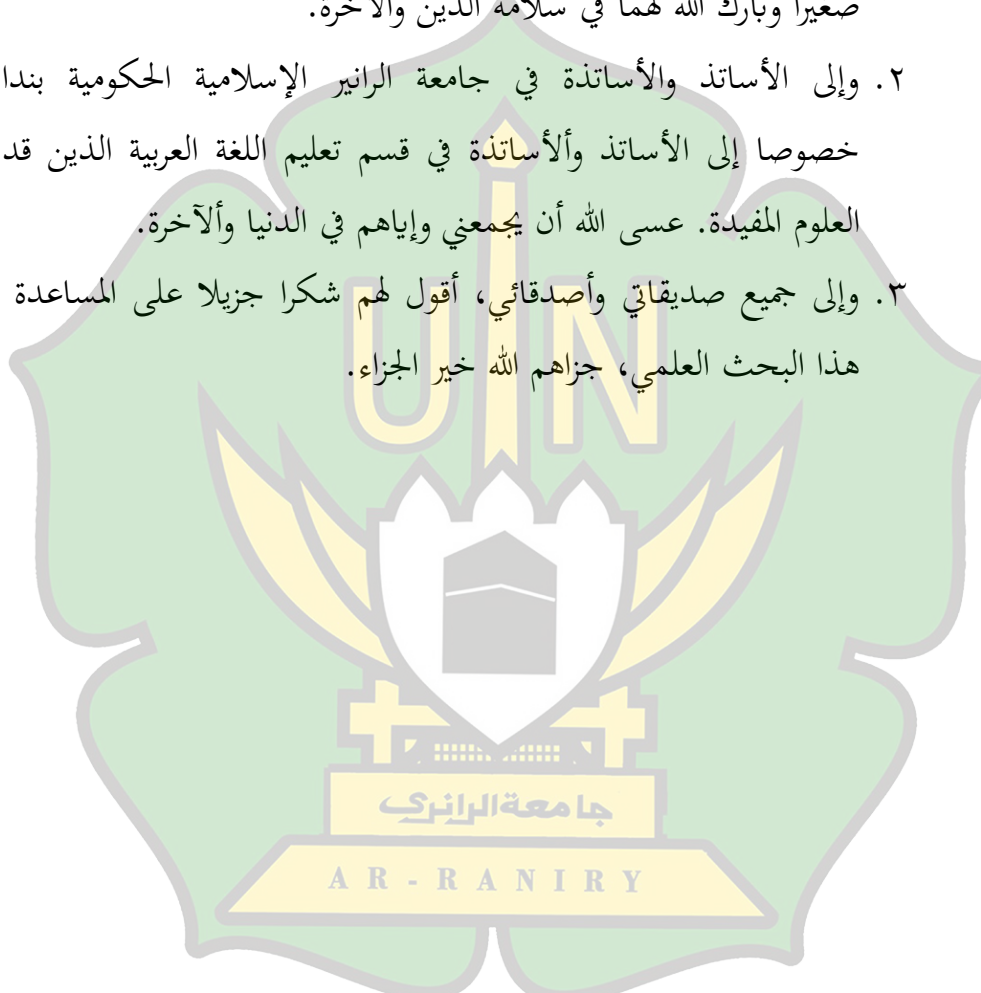 صغيرا وبارك الله لهما في سلامة الدين والآخرة.
٢. وإلى الأساتذ والأساتذة في جامعة الرانير الإسلامية الحكومية بندا
خصوصا إلى الأساتذ وألأساتذة في قسم تعليم اللغة العربية الذين قد
العلوم المفيدة. عسى الله أن يجمعني وإياهم في الدنيا وألآخرة.
٣. وإلى جميع صديقاتي وأصدقائي، أقول لهم شكرا جزيلا على المساعدة
هذا البحث العلمي، جزاهم الله خير الجزاء.
UIN
جامعة الرانري
AR-RANIRY